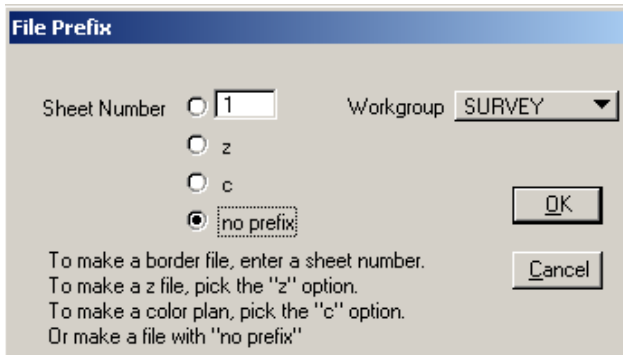 File Prefix
Sheet Number 1 Workgroup SURVEY
z
c
no prefix
OK
Cancel
To make a border file, enter a sheet number.
To make a z file, pick the "z" option.
To make a color plan, pick the "c" option.
Or make a file with "no prefix"